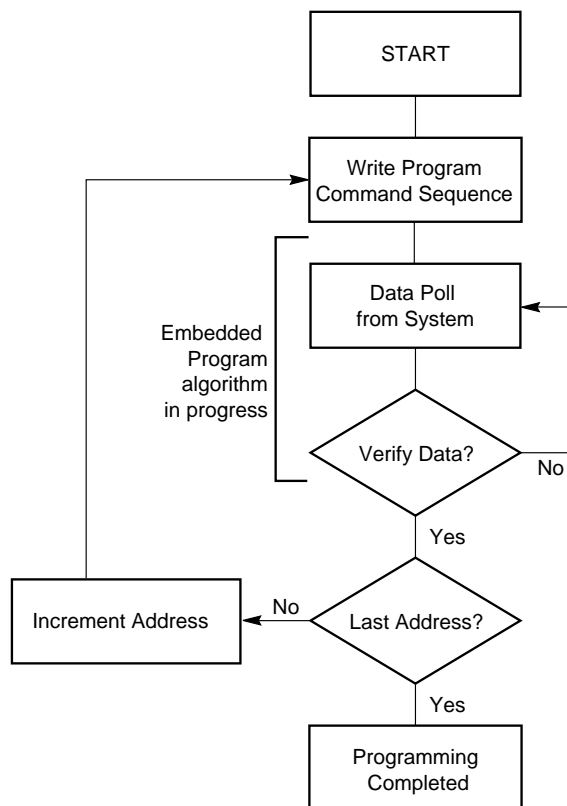 START
Write Program
Command Sequence
Data Poll
from System
Embedded
Program
algorithm
in progress
Verify Data?
No
Yes
Increment Address
No
Last Address?
Yes
Programming
Completed